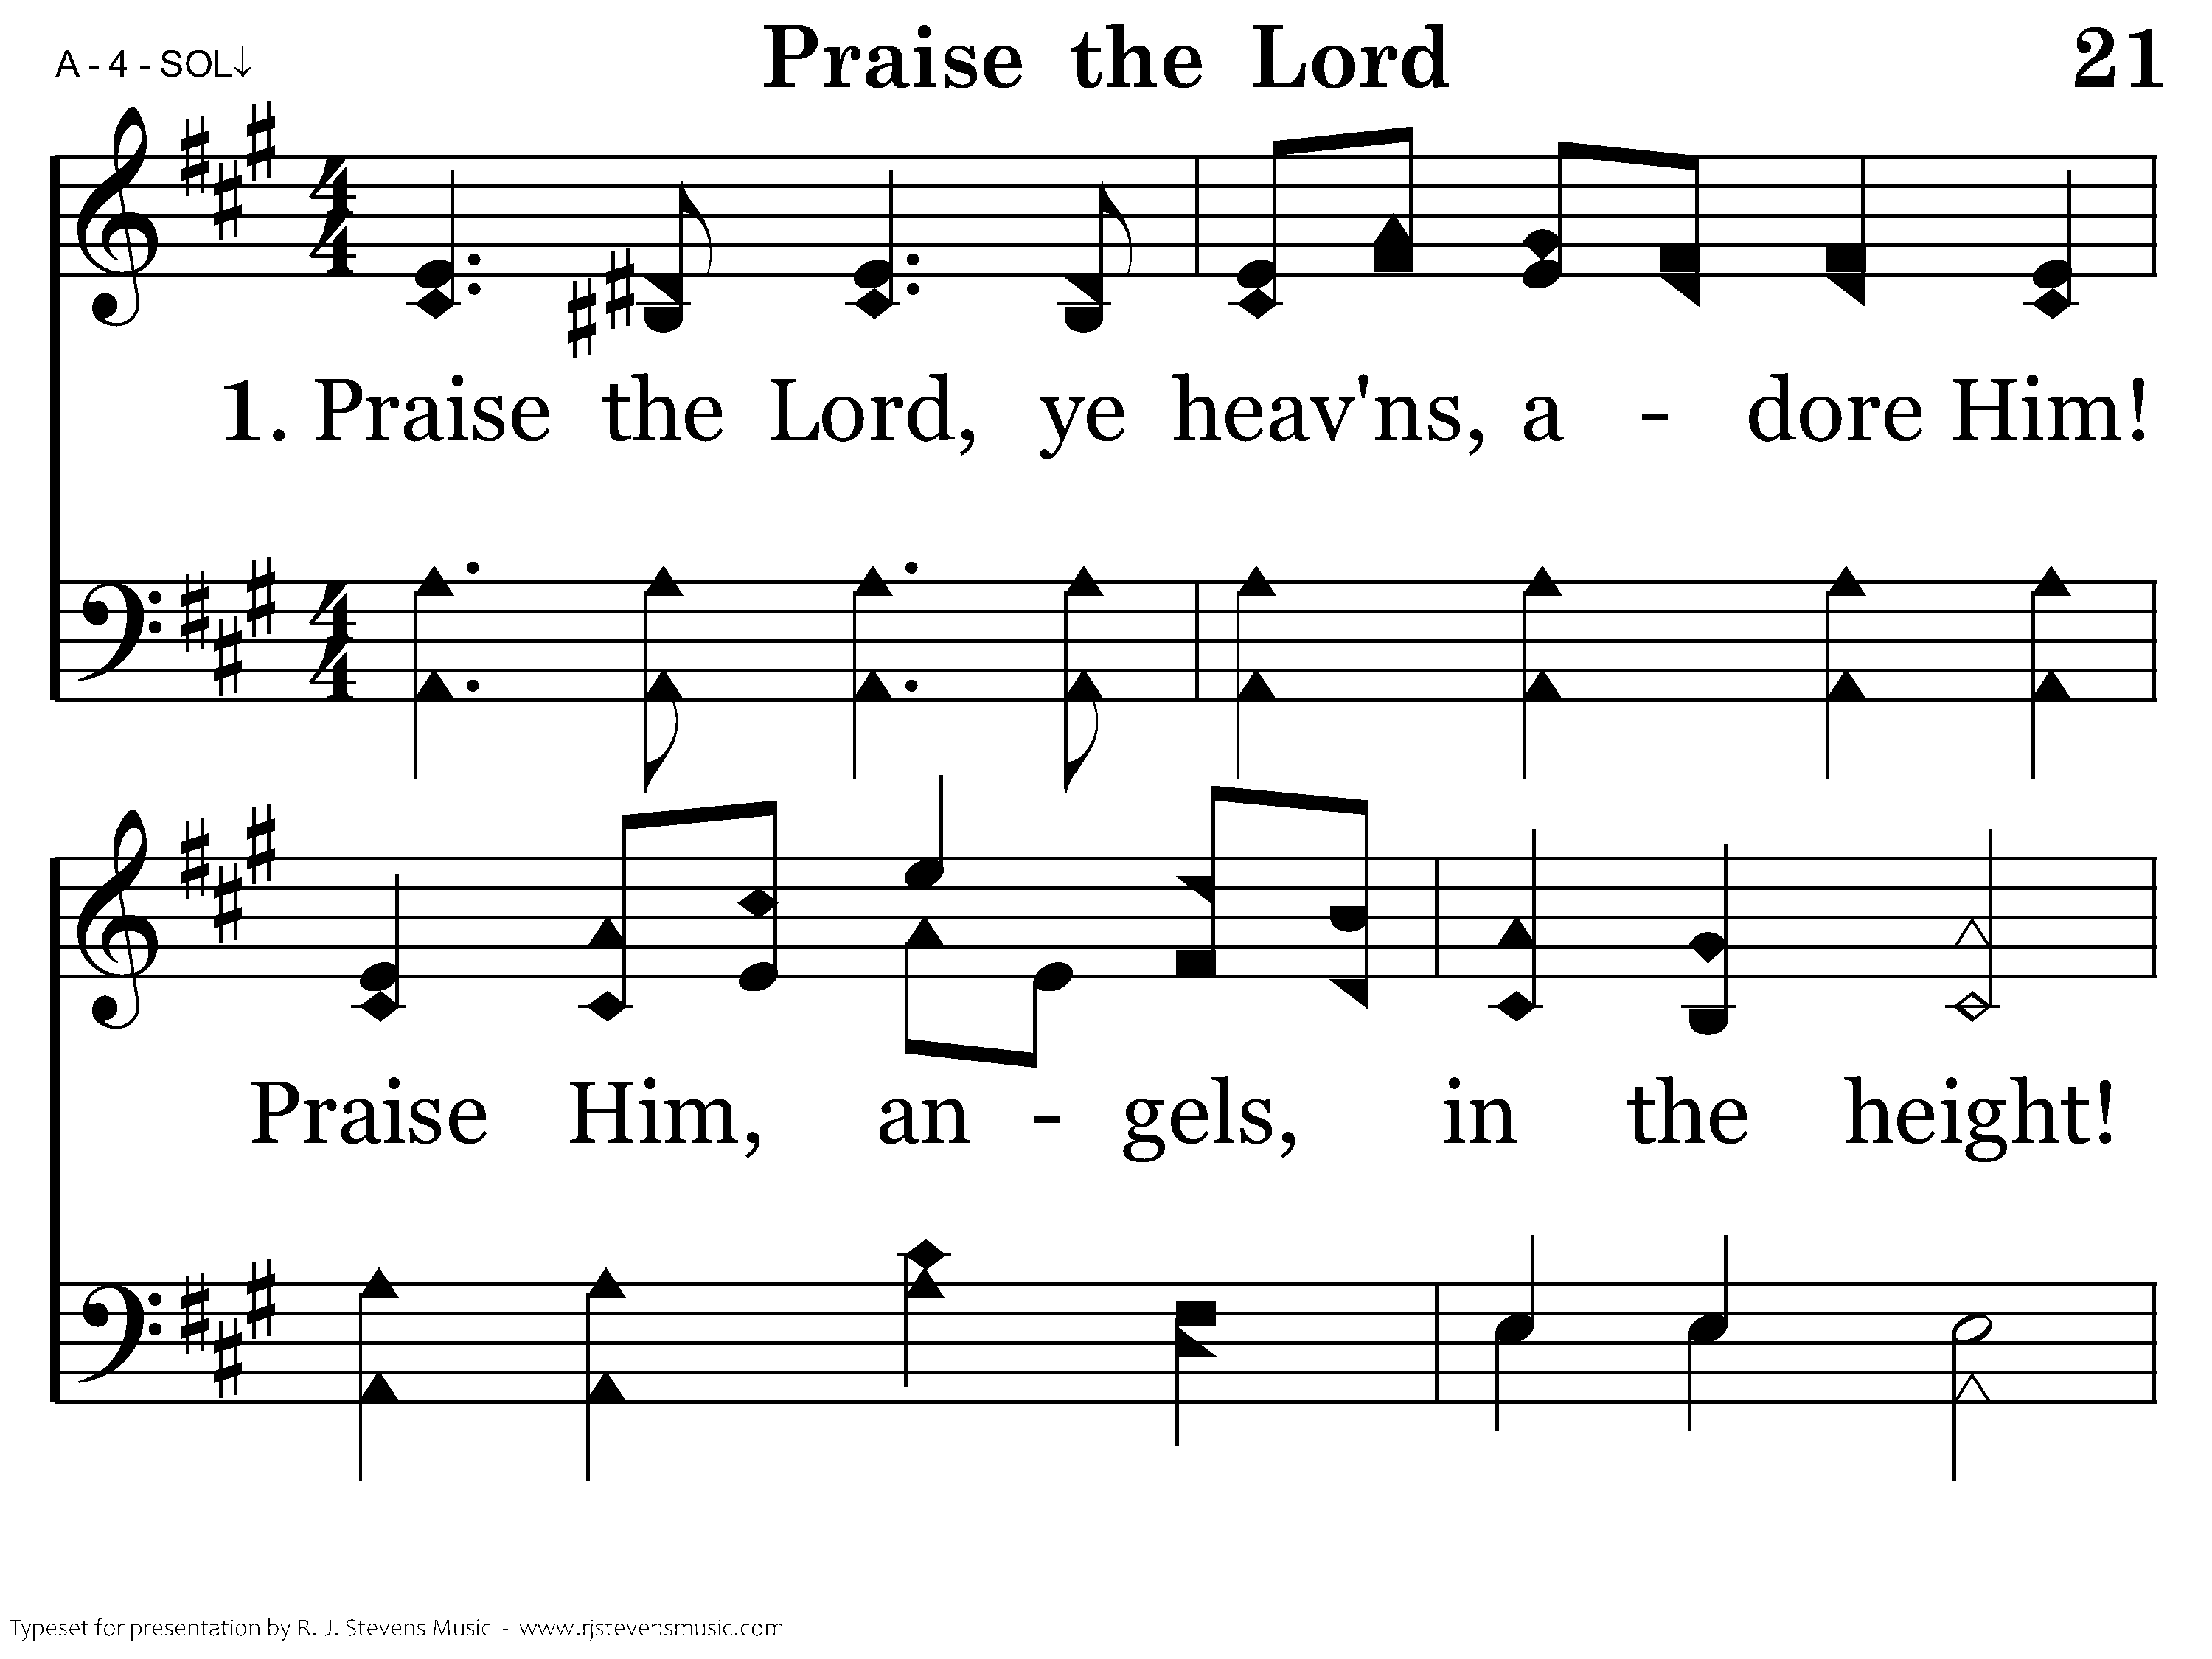 A - 4 - SOL↓
Praise the Lord
21
1. Praise the Lord, ye heav'ns, a - dore Him!
Praise Him, an - gels, in the height!
Typeset for presentation by R. J. Stevens Music - www.rjstevensmusic.com